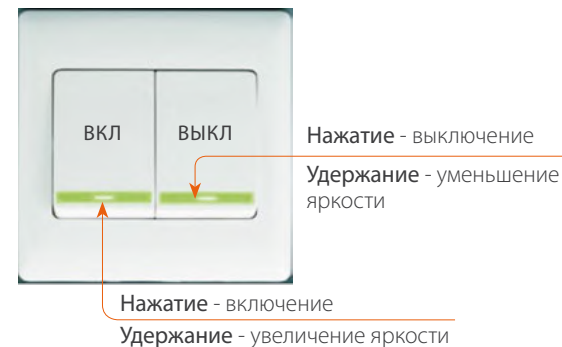 ВКЛ ВЫКЛ
Нажатие - выключение
Удержание - уменьшение
яркости
Нажатие - включение
Удержание - увеличение яркости